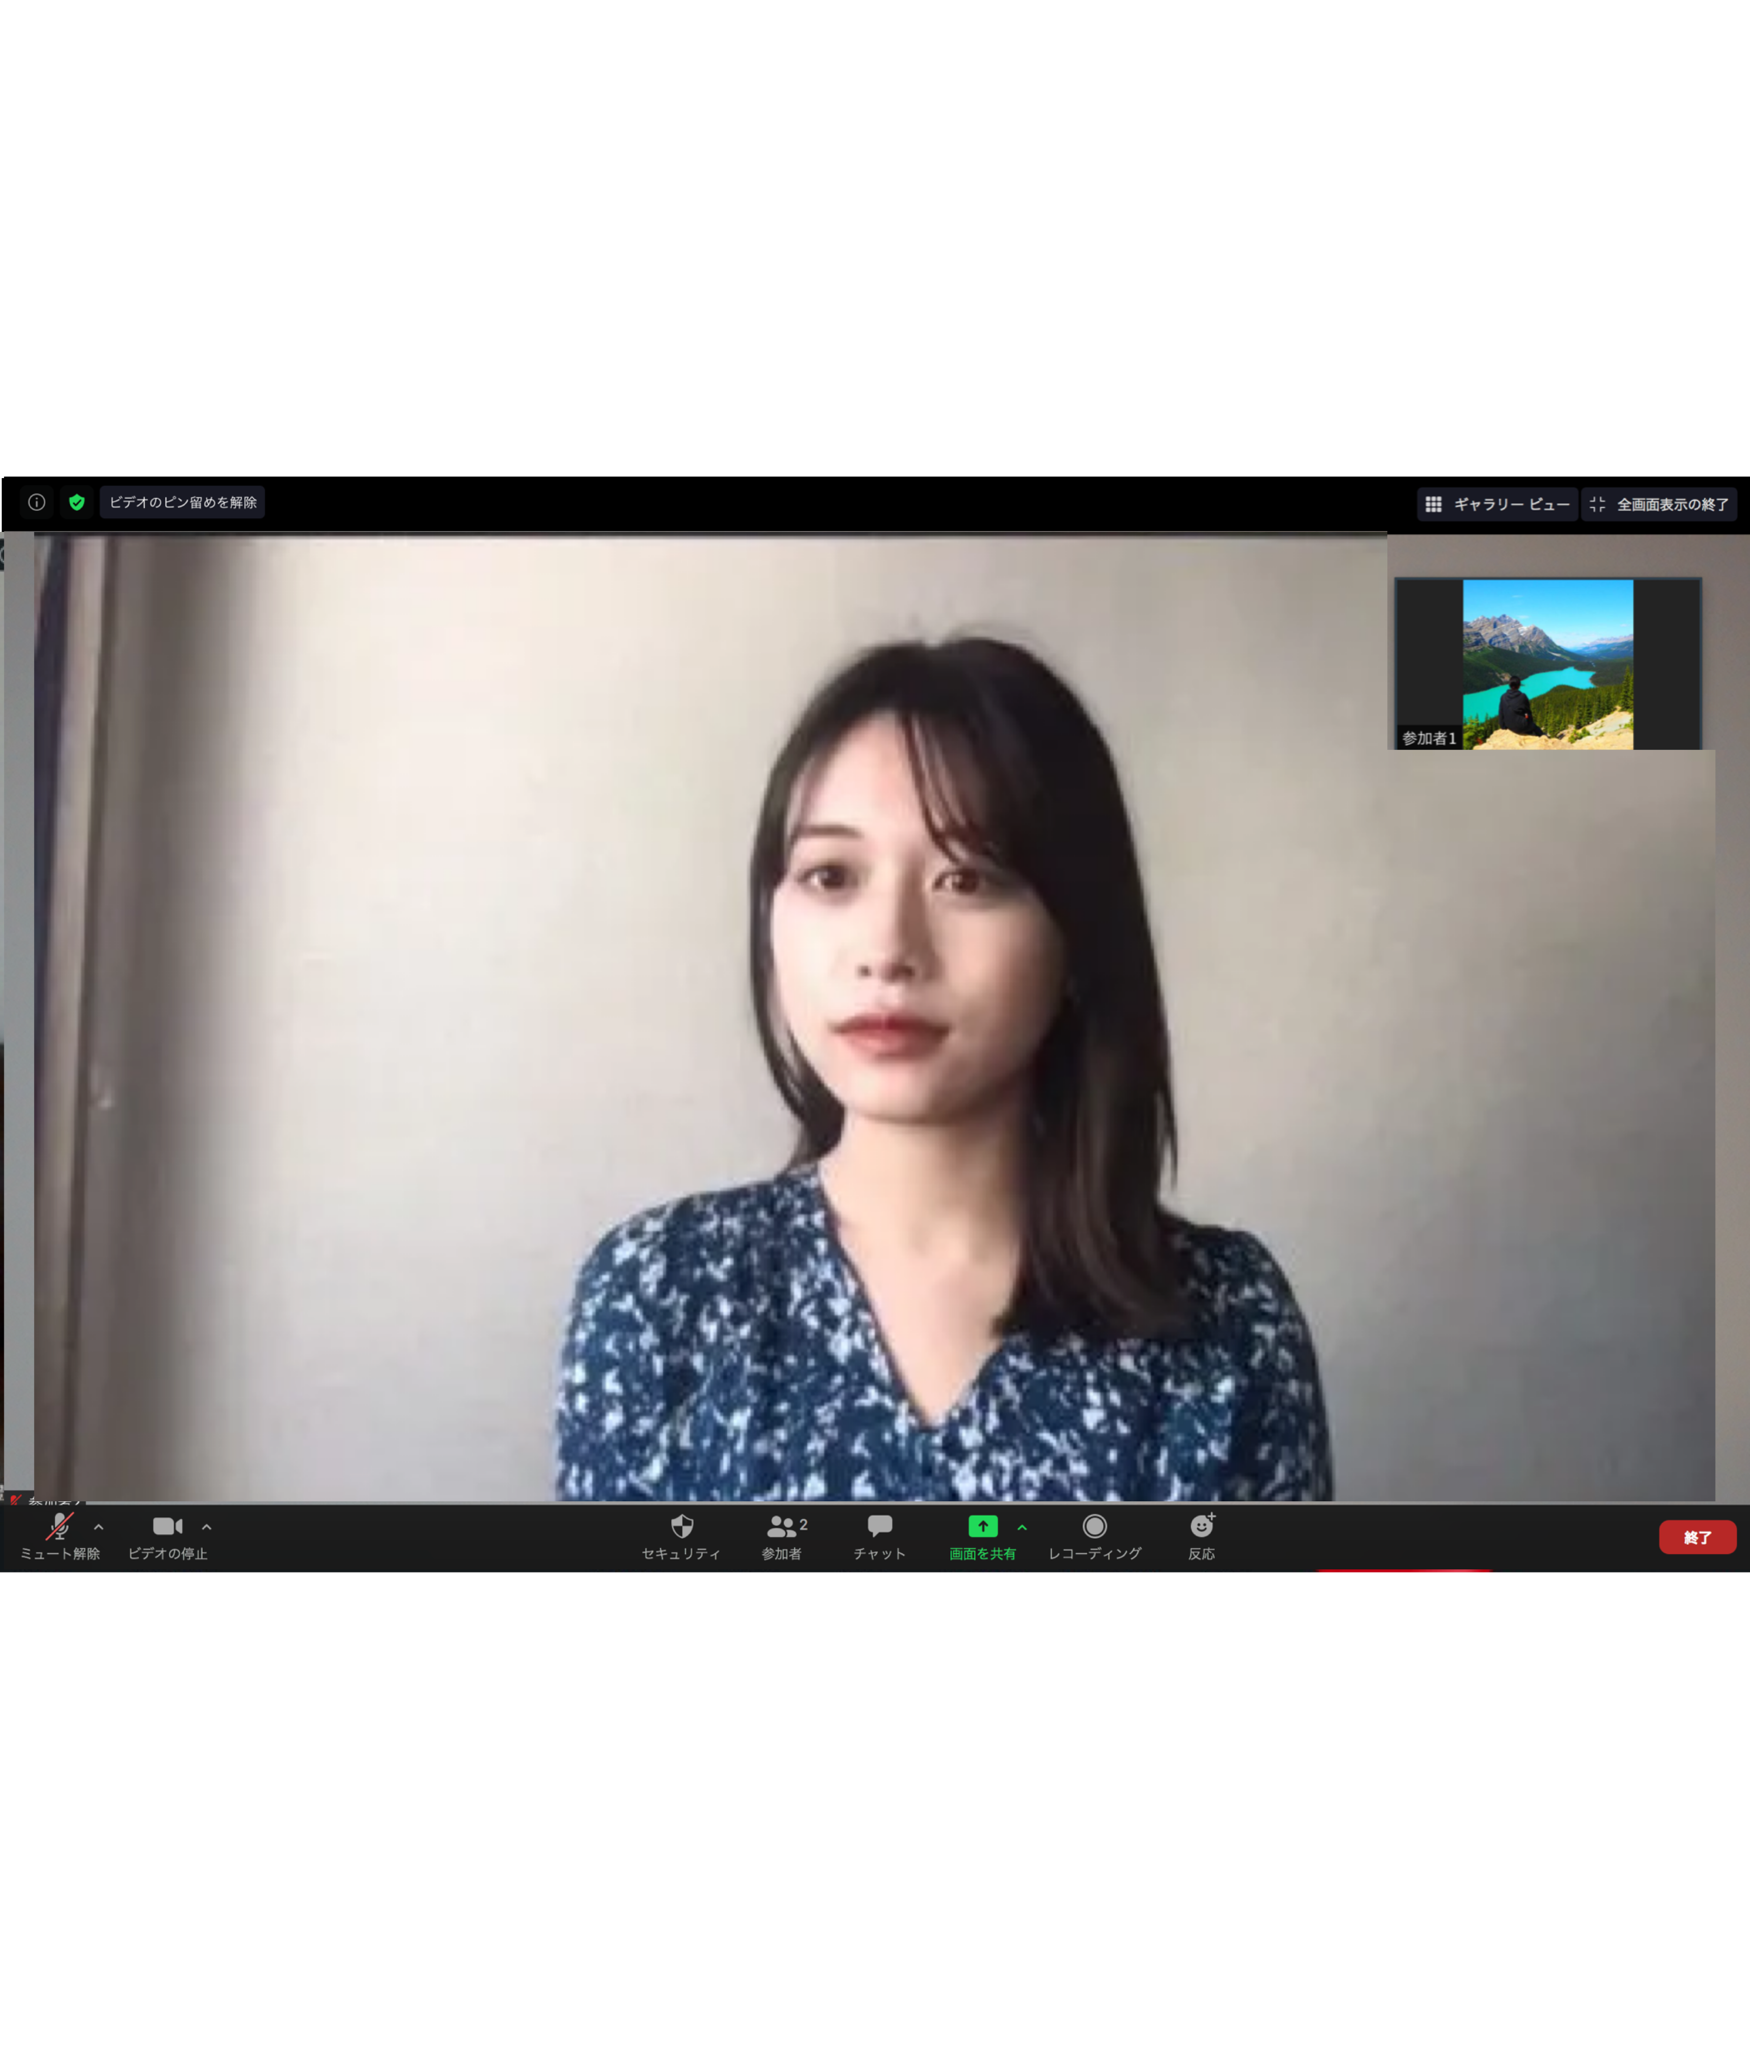 ビデオのピン留めを解除
ギャラリー ビュー
全画面表示の終了
参加者1
ミュート解除
ビデオの停止
セキュリティ
参加者 2
チャット
画面を共有
レコーディング
反応
終了